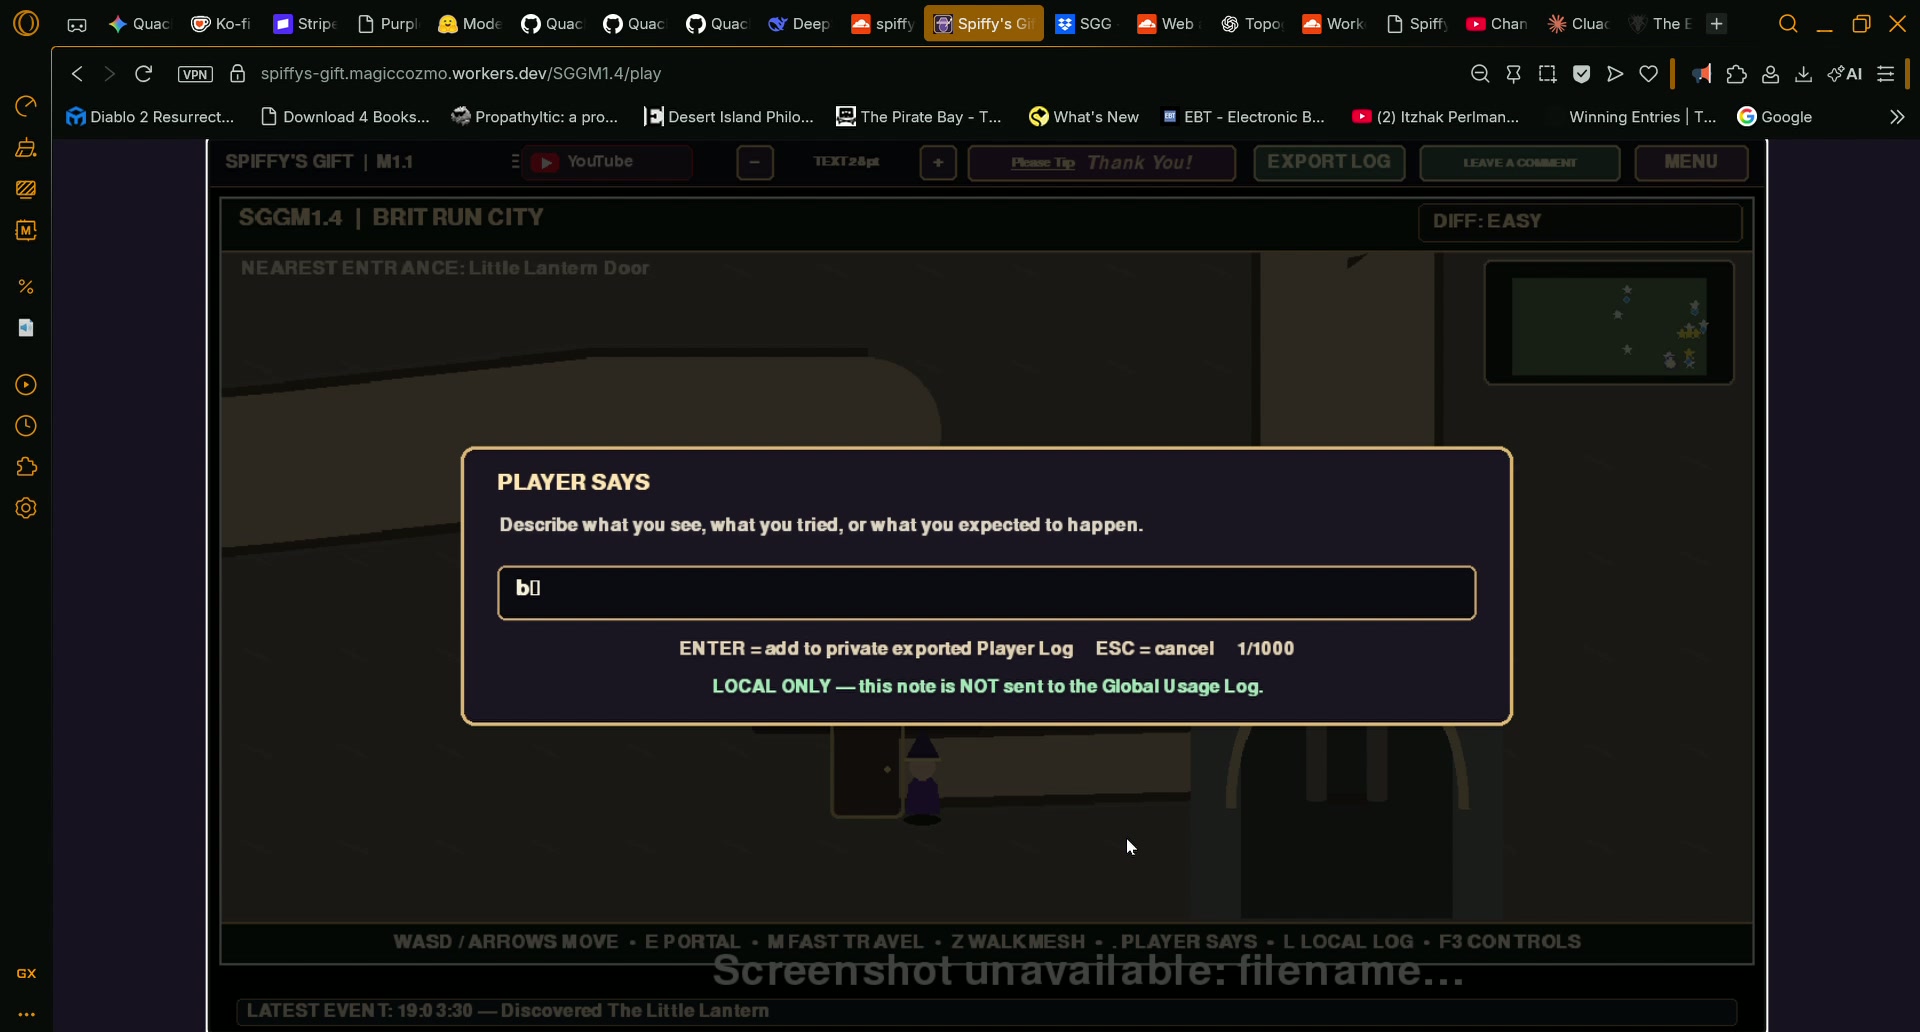 Quac
Ko-fi
Stripe
Purpl
Mode
Quac
Quac
Quac
Deep
spiffy
Spiffy's Gi
SGG
Web
Topo
Work
Spiff
Chan
Cluac
The E
VPN
spiffys-gift.magiccozmo.workers.dev/SGGM1.4/play
AI
Diablo 2 Resurrect...
Download 4 Books...
Propathyltic: a pro...
Desert Island Philo...
The Pirate Bay - T...
What's New
EBT - Electronic B...
(2) Itzhak Perlman...
Winning Entries | T...
Google
SPIFFY'S GIFT | M1.1
YouTube
−
TEXT 28pt
+
Please Tip Thank You!
EXPORT LOG
LEAVE A COMMENT
MENU
SGGM1.4 | BRIT RUN CITY
DIFF: EASY
NEAREST ENTRANCE: Little Lantern Door
PLAYER SAYS
Describe what you see, what you tried, or what you expected to happen.
b▯
ENTER = add to private exported Player Log ESC = cancel 1/1000
LOCAL ONLY — this note is NOT sent to the Global Usage Log.
WASD / ARROWS MOVE • E PORTAL • M FAST TRAVEL • Z WALKMESH • . PLAYER SAYS • L LOCAL LOG • F3 CONTROLS
Screenshot unavailable: filename...
LATEST EVENT: 19:03:30 — Discovered The Little Lantern
GX